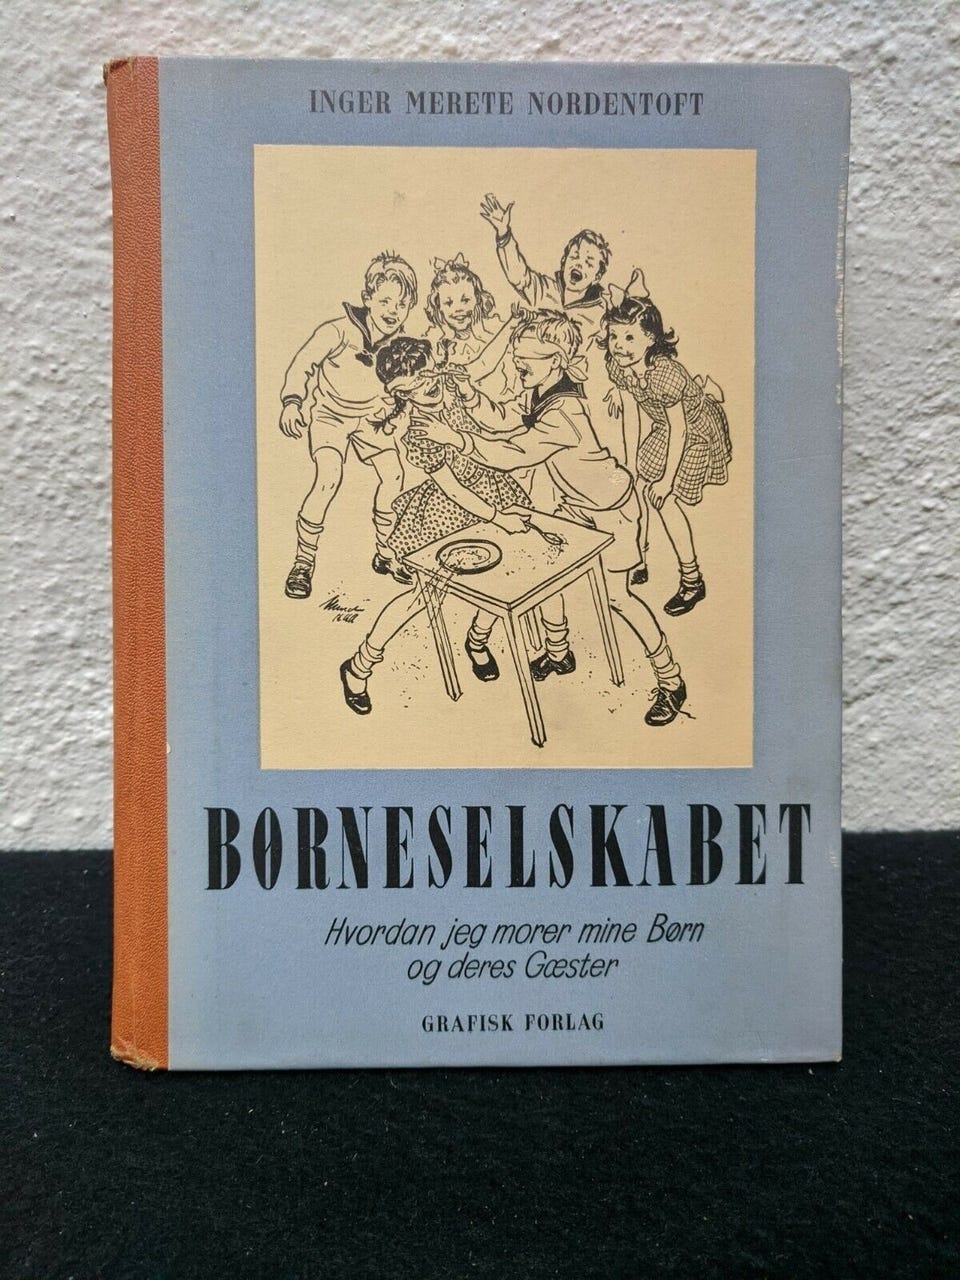 INGER MERETE NORDENTOFT
BØRNESELSKABET
Hvordan jeg morer mine Børn
og deres Gæster
GRAFISK FORLAG